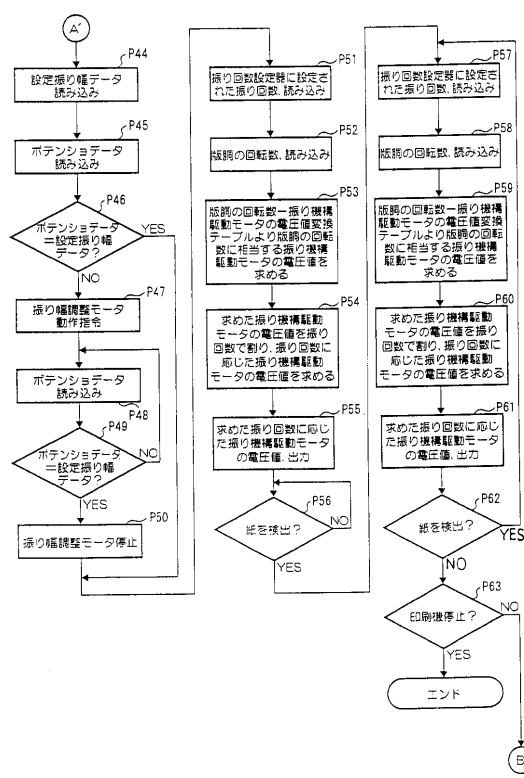 A'
P44
設定振り幅データ
読み込み
P45
ポテンショデータ
読み込み
P46
ポテンショデータ
=設定振り幅
データ?
YES
NO
P47
振り幅調整モータ
動作指令
ポテンショデータ
読み込み
P48
P49
ポテンショデータ
=設定振り幅
データ?
NO
YES
P50
振り幅調整モータ停止
P51
振り回数設定器に設定さ
れた振り回数、読み込み
P52
版胴の回転数、読み込み
P53
版胴の回転数ー振り機構
駆動モータの電圧値変換
テーブルより版胴の回転
数に相当する振り機構
駆動モータの電圧値を
求める
P54
求めた振り機構駆動
モータの電圧値を振り
回数で割り、振り回数に
応じた振り機構駆動
モータの電圧値を求める
P55
求めた振り回数に応じ
た振り機構駆動モータ
の電圧値、出力
P56
紙を検出?
NO
YES
P57
振り回数設定器に設定さ
れた振り回数、読み込み
P58
版胴の回転数、読み込み
P59
版胴の回転数ー振り機構
駆動モータの電圧値変換
テーブルより版胴の回転
数に相当する振り機構
駆動モータの電圧値
を求める
P60
求めた振り機構駆動
モータの電圧値を振り
回数で割り、振り回数に
応じた振り機構駆動
モータの電圧値を求める
P61
求めた振り回数に応じ
た振り機構駆動モータ
の電圧値、出力
P62
紙を検出?
YES
NO
P63
印刷機停止?
NO
YES
エンド
B